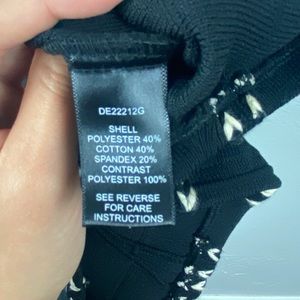 DE22212G
SHELL
POLYESTER 40%
COTTON 40%
SPANDEX 20%
CONTRAST
POLYESTER 100%
SEE REVERSE
FOR CARE
INSTRUCTIONS